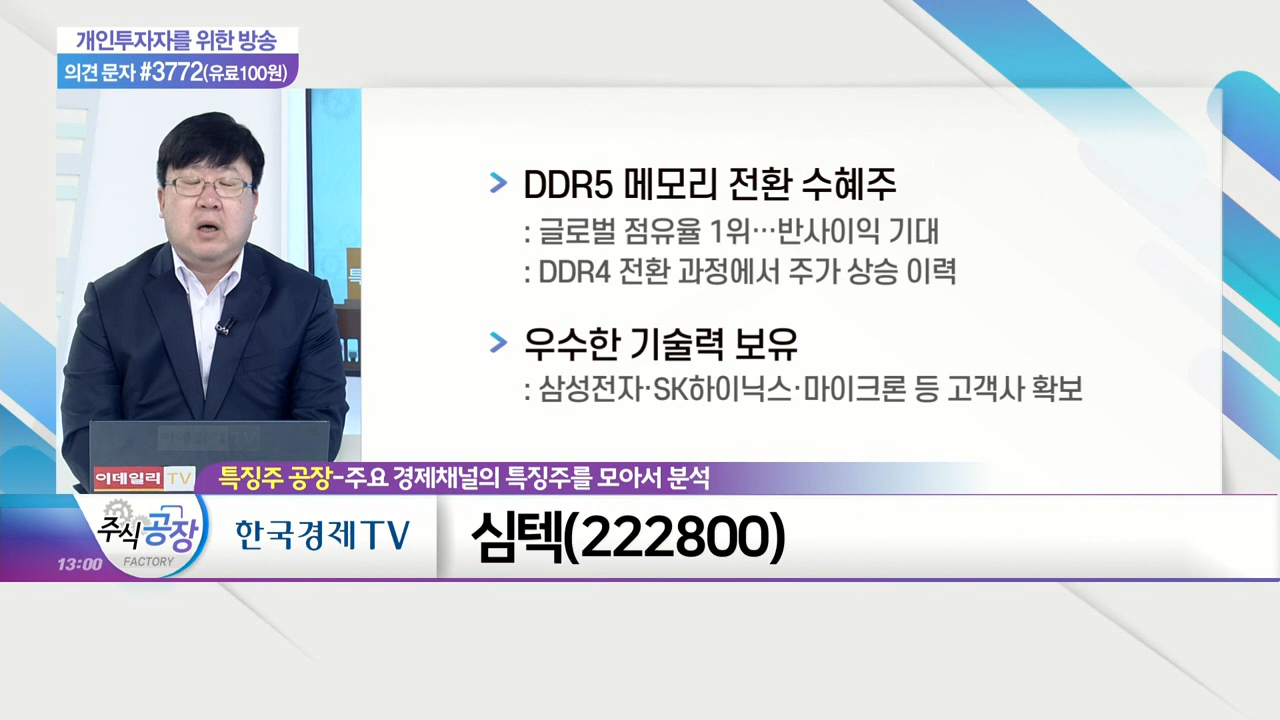 개인투자자를 위한 방송
의견 문자 #3772(유료100원)
DDR5 메모리 전환 수혜주
: 글로벌 점유율 1위…반사이익 기대
: DDR4 전환 과정에서 주가 상승 이력
우수한 기술력 보유
: 삼성전자·SK하이닉스·마이크론 등 고객사 확보
이데일리 TV
이데일리 TV
특징주 공장-주요 경제채널의 특징주를 모아서 분석
주식공장
FACTORY
13:00
한국경제TV
심텍(222800)